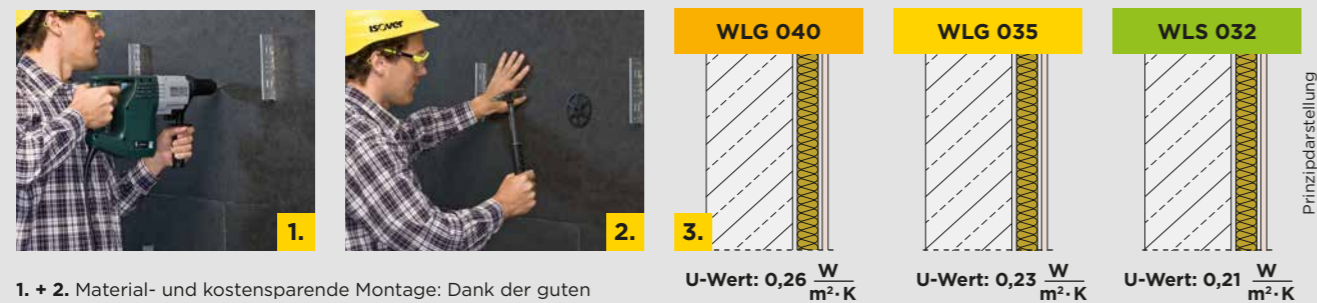 isover
1.
2.
1. + 2. Material- und kostensparende Montage: Dank der guten
WLG 040
WLG 035
WLS 032
3.
U-Wert: 0,26 W/m²·K
U-Wert: 0,23 W/m²·K
U-Wert: 0,21 W/m²·K
Prinzipdarstellung